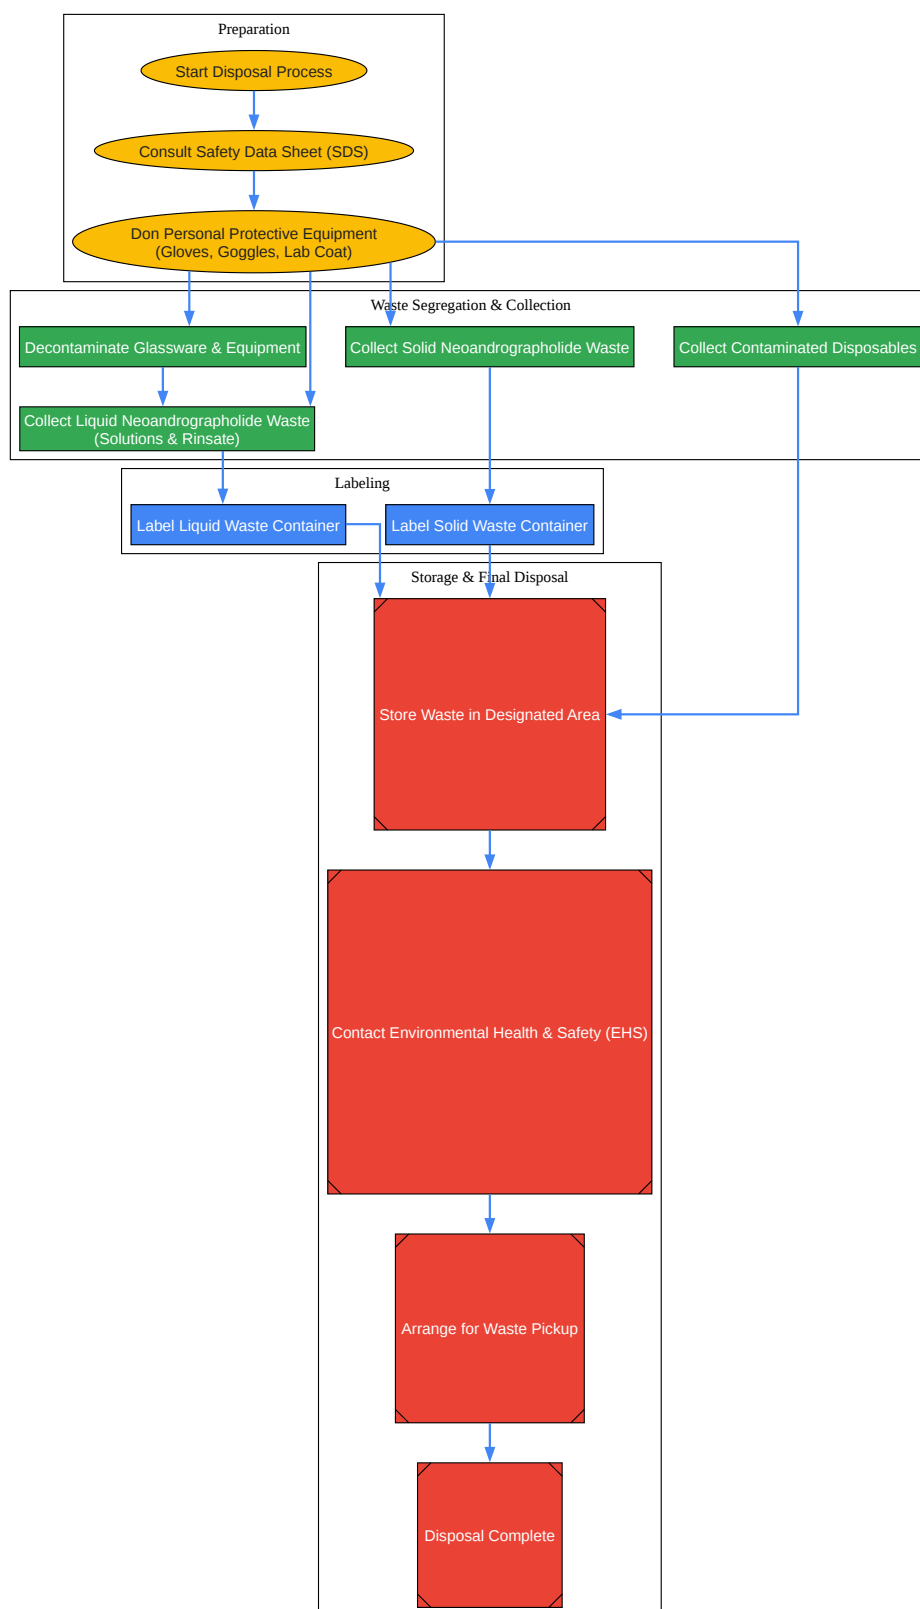 Preparation
Start Disposal Process
Consult Safety Data Sheet (SDS)
Don Personal Protective Equipment
(Gloves, Goggles, Lab Coat)
Waste Segregation & Collection
Decontaminate Glassware & Equipment
Collect Solid Neoandrographolide Waste
Collect Contaminated Disposables
Collect Liquid Neoandrographolide Waste
(Solutions & Rinsate)
Labeling
Label Liquid Waste Container
Label Solid Waste Container
Storage & Final Disposal
Store Waste in Designated Area
Contact Environmental Health & Safety (EHS)
Arrange for Waste Pickup
Disposal Complete